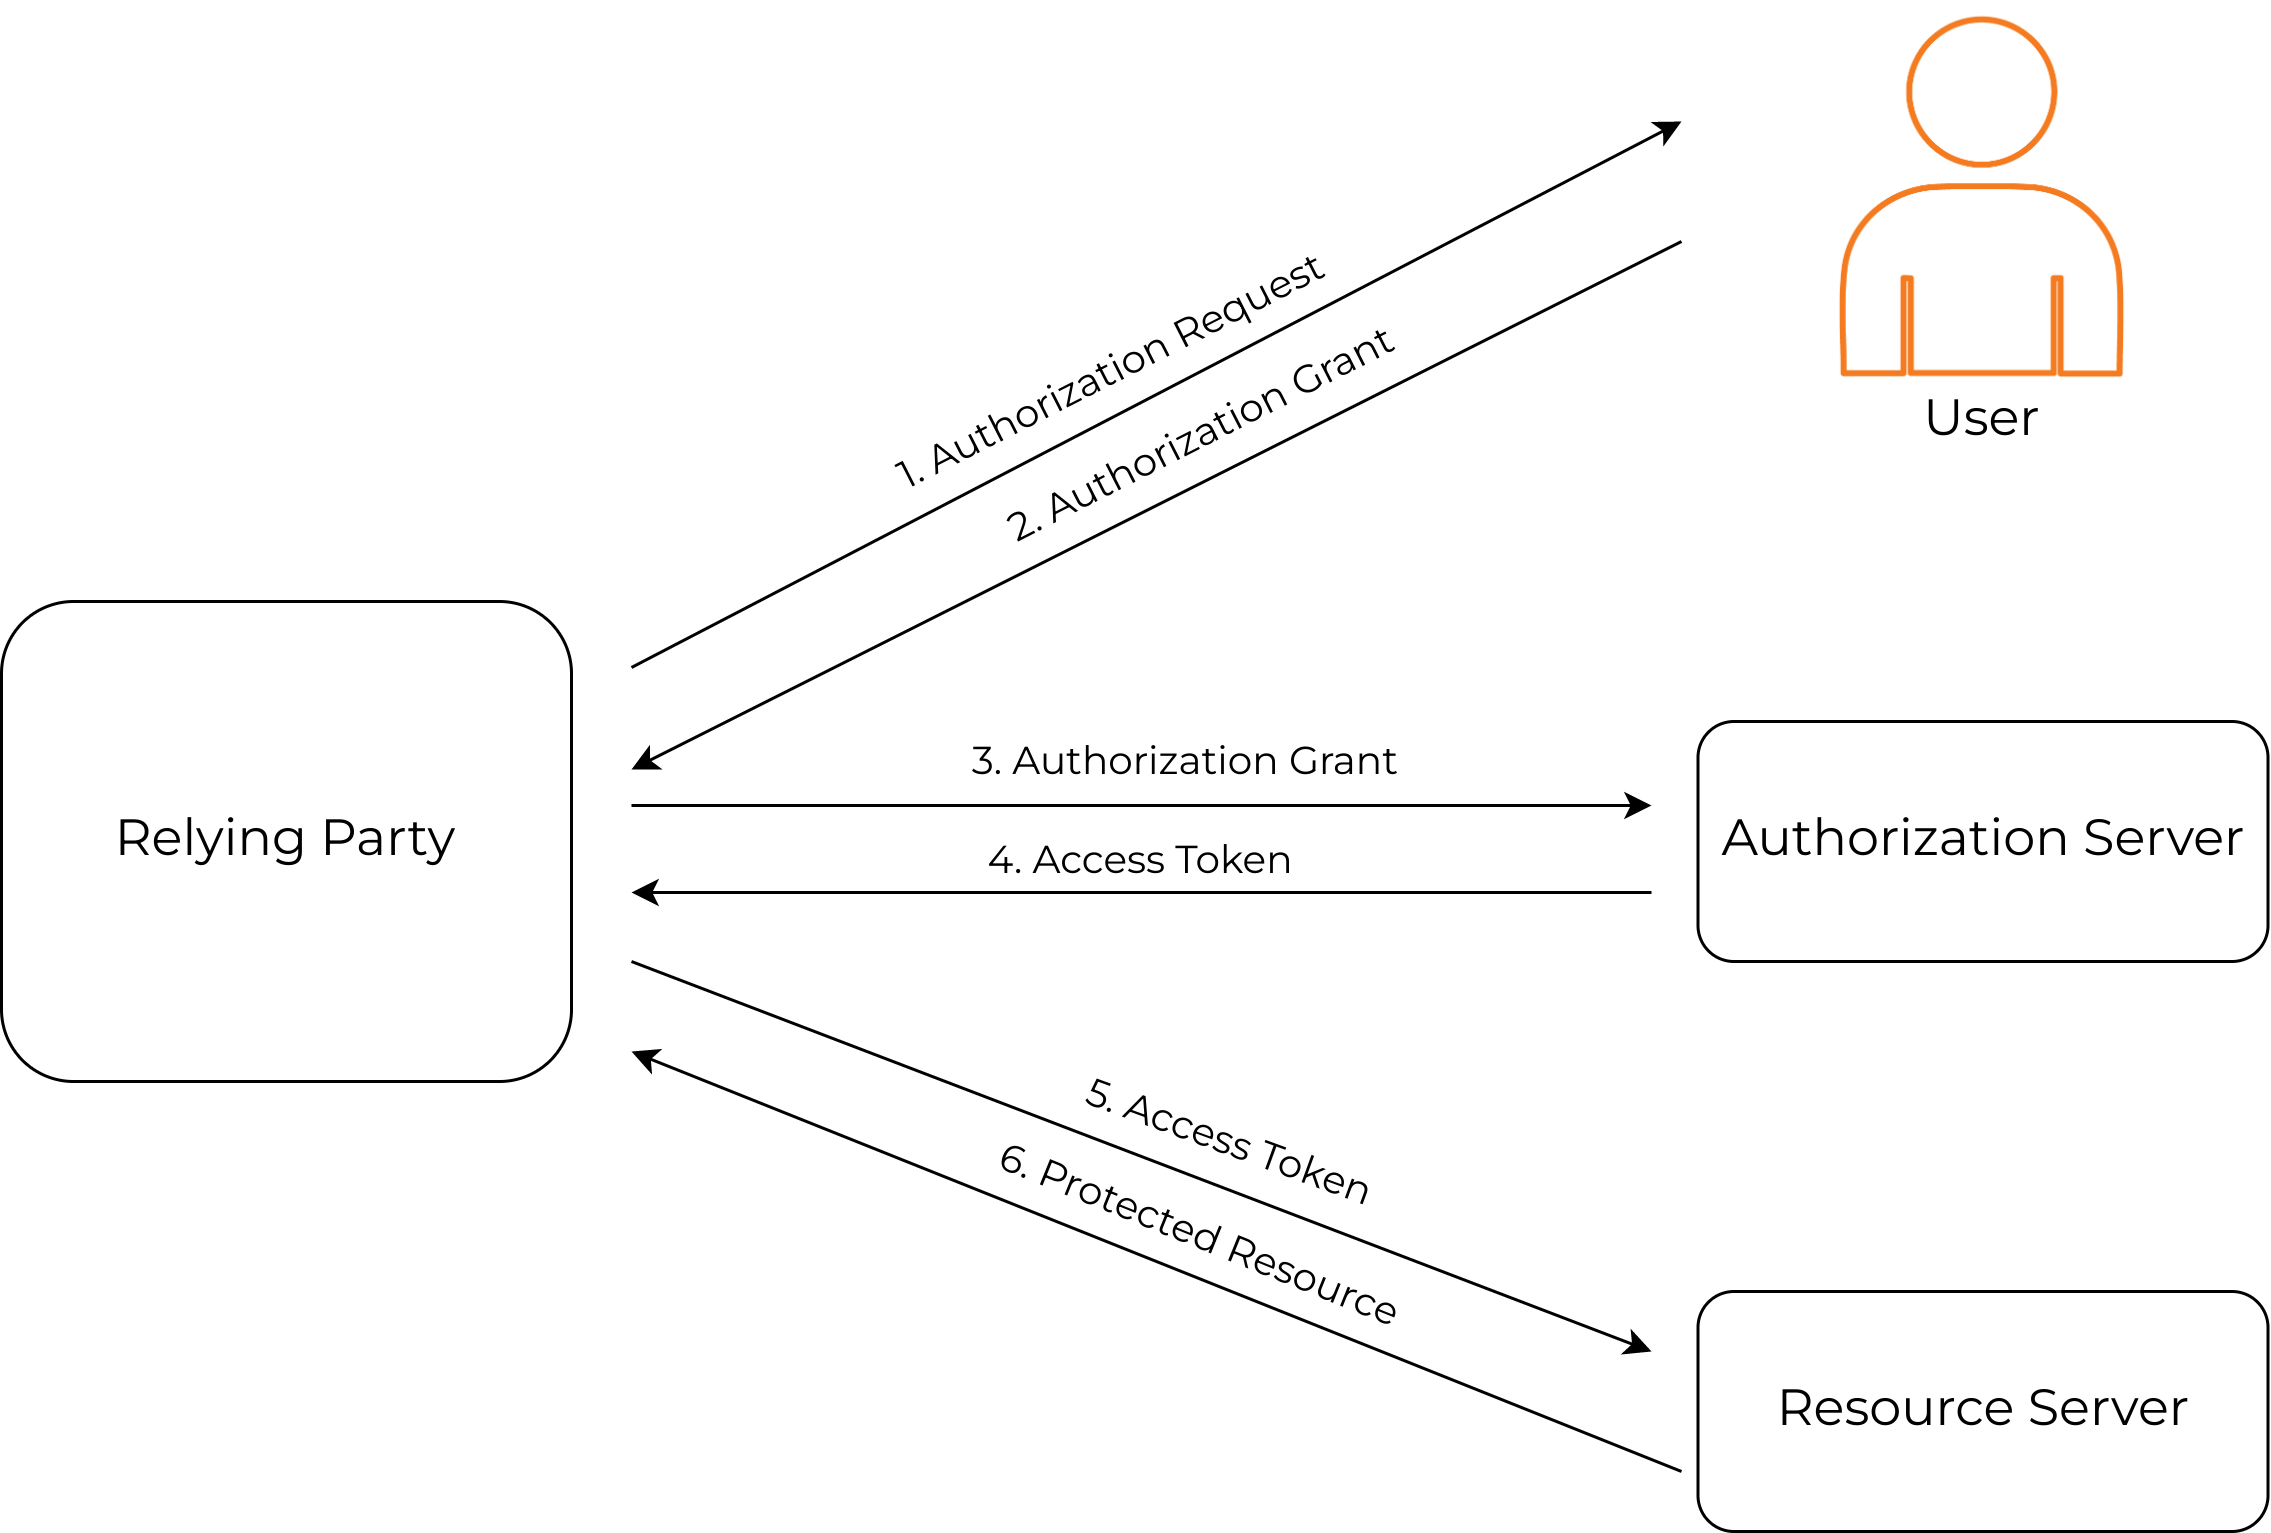 User
1. Authorization Request
2. Authorization Grant
Relying Party
3. Authorization Grant
4. Access Token
Authorization Server
5. Access Token
6. Protected Resource
Resource Server